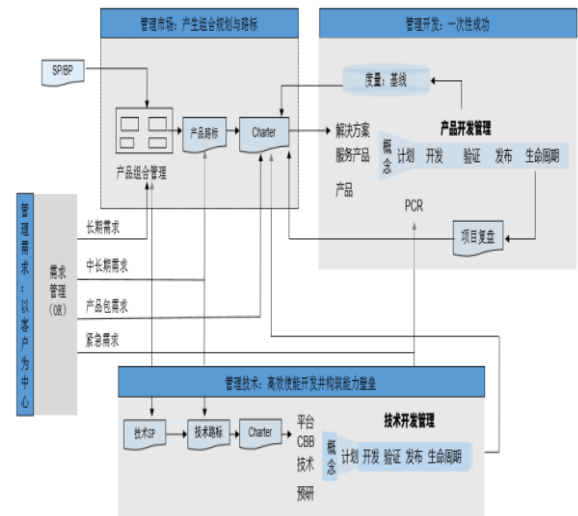 管理市场：产生组合规划与路标
管理开发：一次性成功
SP/BP
度量：基线
产品路标
Charter
解决方案
服务产品
产品
产品开发管理
概念
计划 开发 验证 发布 生命周期
产品组合管理
PCR
项目复盘
管理需求：以客户为中心
需求
管理
（OR）
长期需求
中长期需求
产品包需求
紧急需求
管理技术：高效使能开发并构筑能力壁垒
技术SP
技术路标
Charter
平台
CBB
技术
预研
技术开发管理
概念
计划 开发 验证 发布 生命周期